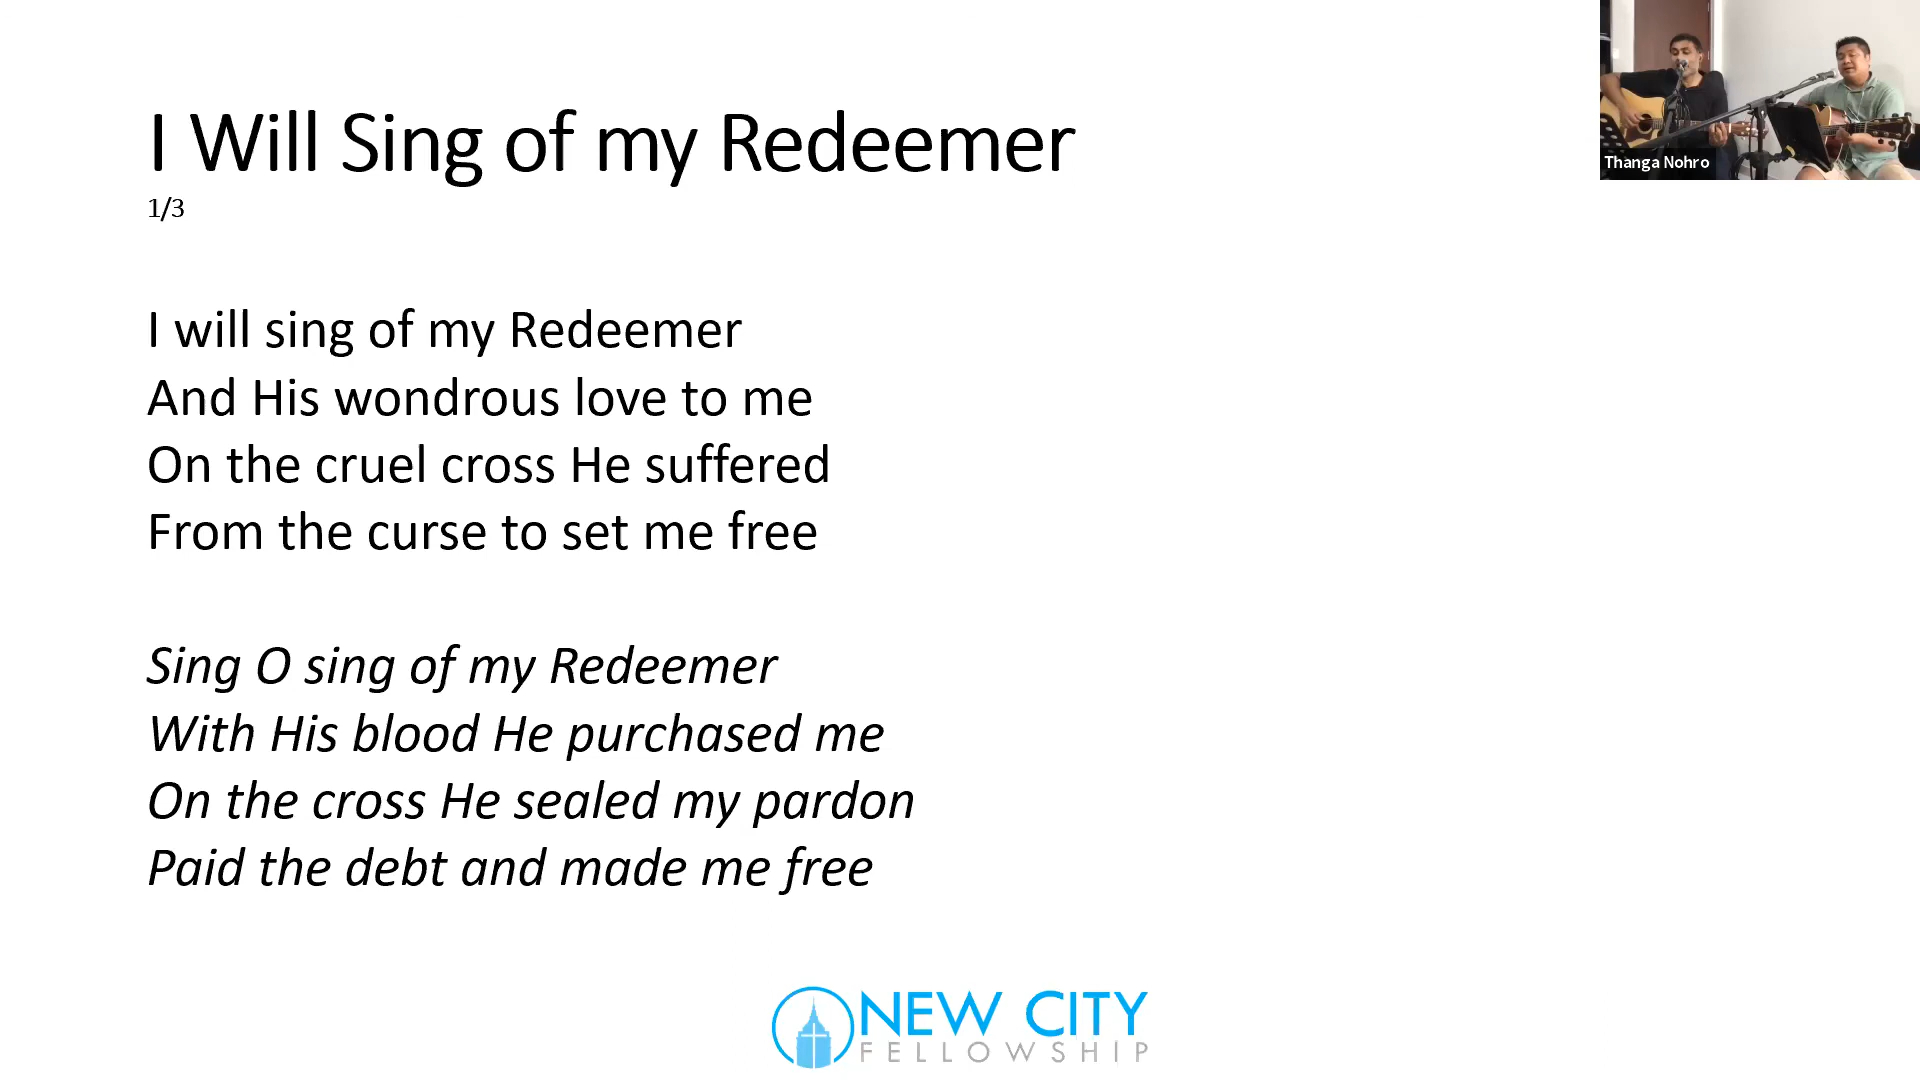 I Will Sing of my Redeemer
1/3
I will sing of my Redeemer
And His wondrous love to me
On the cruel cross He suffered
From the curse to set me free
Sing O sing of my Redeemer
With His blood He purchased me
On the cross He sealed my pardon
Paid the debt and made me free
Thanga Nohro
NEW CITY
FELLOWSHIP